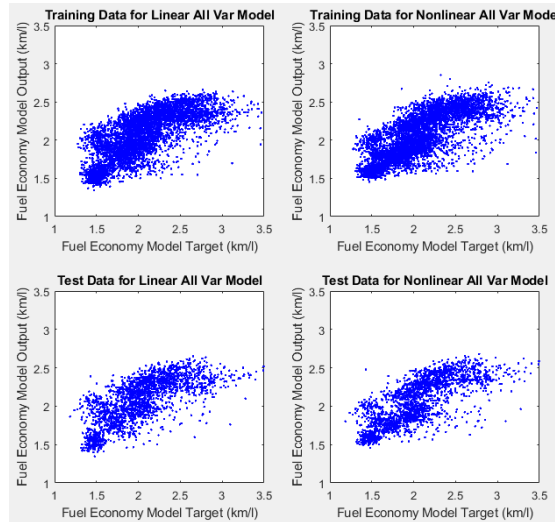 Training Data for Linear All Var Model
Fuel Economy Model Output (km/l)
3.5
3
2.5
2
1.5
1
1 1.5 2 2.5 3 3.5
Fuel Economy Model Target (km/l)
Training Data for Nonlinear All Var Model
Fuel Economy Model Output (km/l)
3.5
3
2.5
2
1.5
1
1 1.5 2 2.5 3 3.5
Fuel Economy Model Target (km/l)
Test Data for Linear All Var Model
Fuel Economy Model Output (km/l)
3.5
3
2.5
2
1.5
1
1 1.5 2 2.5 3 3.5
Fuel Economy Model Target (km/l)
Test Data for Nonlinear All Var Model
Fuel Economy Model Output (km/l)
3.5
3
2.5
2
1.5
1
1 1.5 2 2.5 3 3.5
Fuel Economy Model Target (km/l)